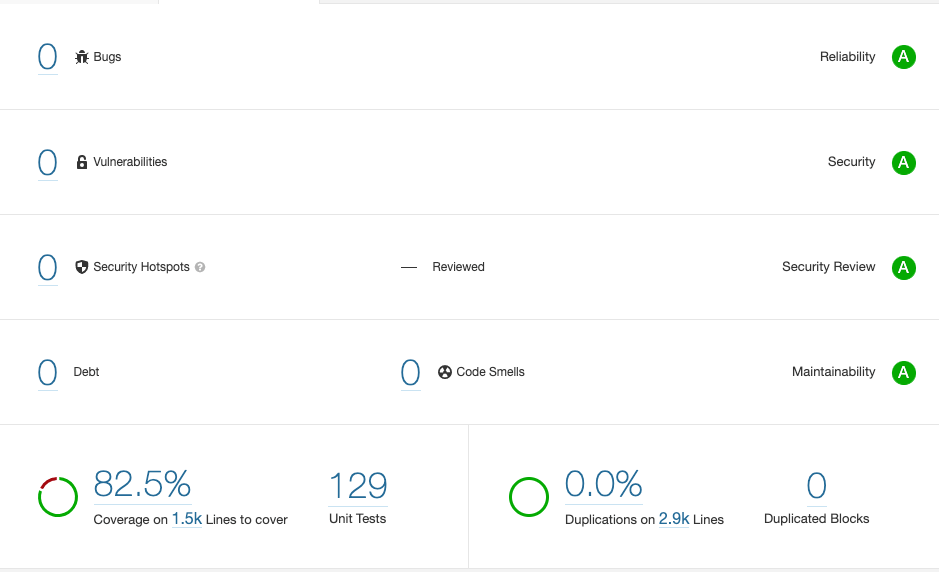 0 Bugs Reliability A
0 Vulnerabilities Security A
0 Security Hotspots ? — Reviewed Security Review A
0 Debt 0 Code Smells Maintainability A
82.5% 129 0.0% 0
Coverage on 1.5k Lines to cover Unit Tests Duplications on 2.9k Lines Duplicated Blocks